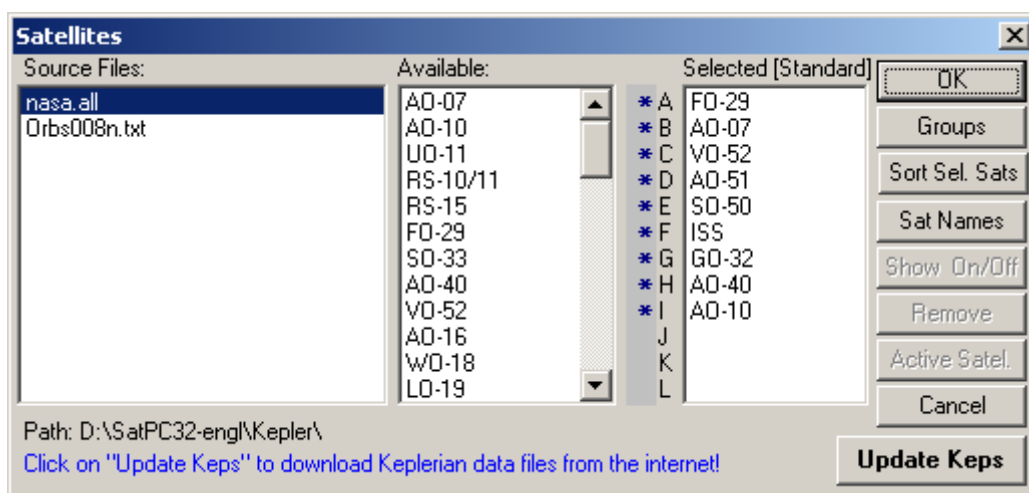 Satellites
Source Files:
nasa.all
Orbs008n.txt
Available:
AO-07
AO-10
UO-11
RS-10/11
RS-15
FO-29
SO-33
AO-40
VO-52
AO-16
WO-18
LO-19
Selected [Standard]
* A FO-29
* B AO-07
* C VO-52
* D AO-51
* E SO-50
* F ISS
* G GO-32
* H AO-40
* I AO-10
J
K
L
OK
Groups
Sort Sel. Sats
Sat Names
Show On/Off
Remove
Active Satel.
Cancel
Path: D:\SatPC32-engl\Kepler\
Click on "Update Keps" to download Keplerian data files from the internet!
Update Keps